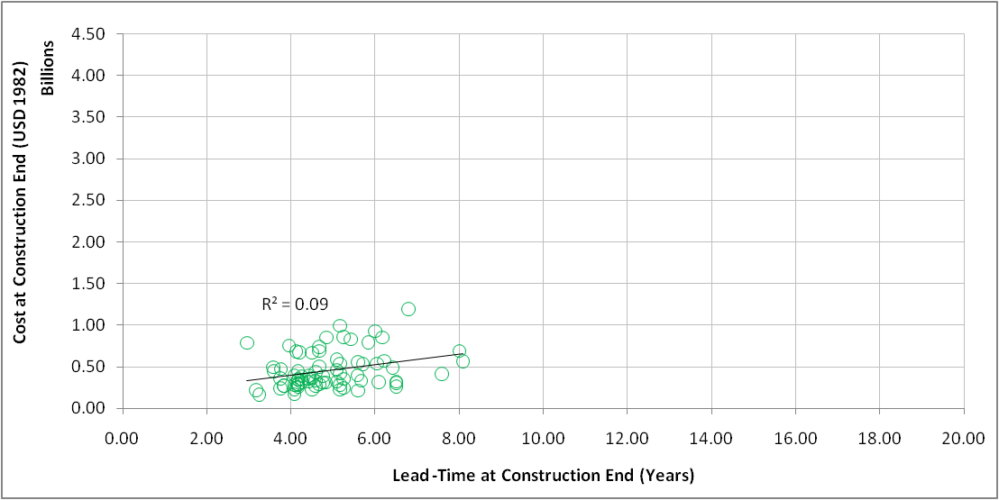 Cost at Construction End (USD 1982)
Billions
4.50
4.00
3.50
3.00
2.50
2.00
1.50
1.00
0.50
0.00
R² = 0.09
0.00 2.00 4.00 6.00 8.00 10.00 12.00 14.00 16.00 18.00 20.00
Lead-Time at Construction End (Years)